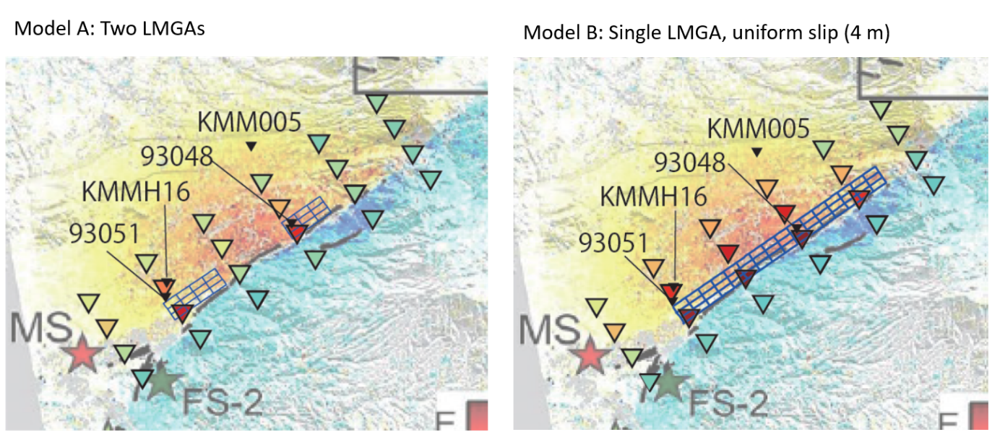 Model A: Two LMGAs
KMM005
93048
KMMH16
93051
MS
FS-2
F
Model B: Single LMGA, uniform slip (4 m)
KMM005
93048
KMMH16
93051
MS
FS-2